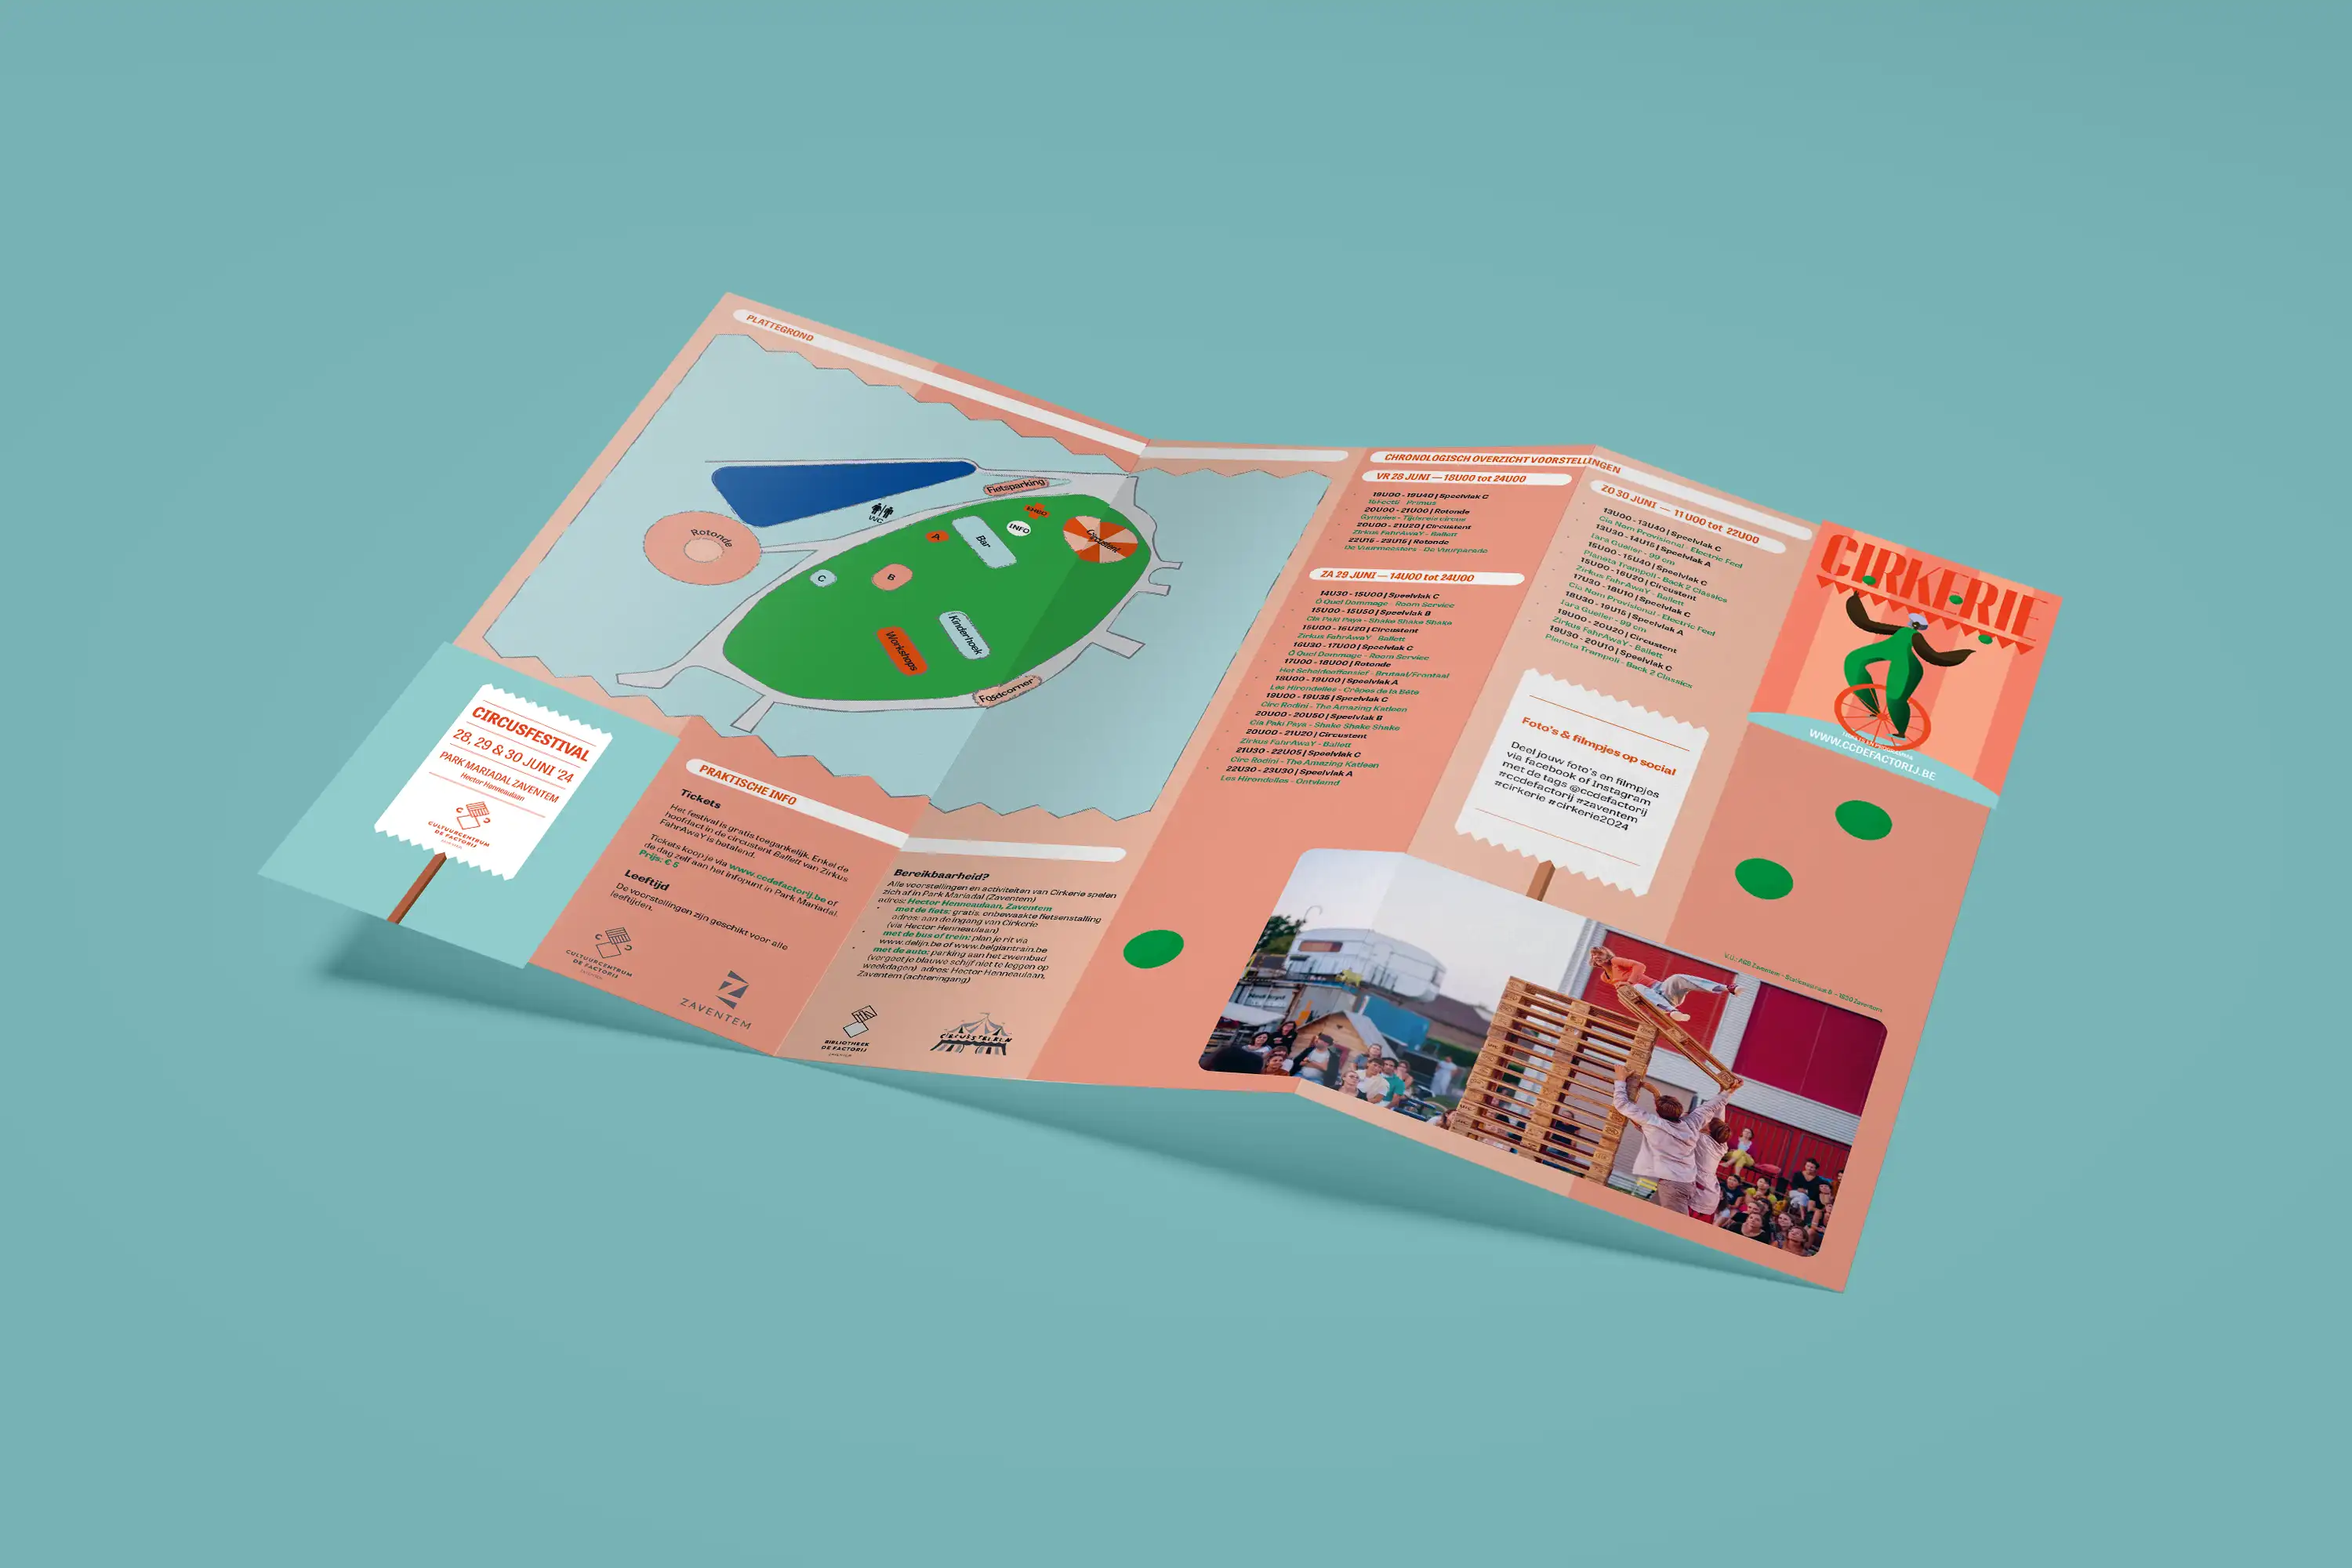 PLATTEGROND
Fietsparking
WC
Rotonde
INFO
A
Bar
Circustent
C
B
Kinderhoek
Workshops
Foodcorner
CIRCUSFESTIVAL
28, 29 & 30 JUNI '24
PARK MARIADAL ZAVENTEM
Hector Henneaulaan
CULTUURCENTRUM
DE FACTORIJ
PRAKTISCHE INFO
Tickets
Het festival is gratis toegankelijk. Enkel de
hoofdact in de circustent Ballett van Zirkus
FahrAwaY is betalend.
Tickets koop je via www.ccdefactorij.be of
de dag zelf aan het infopunt in Park Mariadal.
Prijs: € 5
Leeftijd
De voorstellingen zijn geschikt voor alle
leeftijden.
CULTUURCENTRUM
DE FACTORIJ
ZAVENTEM
Bereikbaarheid?
Alle voorstellingen en activiteiten van Cirkerie spelen
zich af in Park Mariadal (Zaventem)
adres: Hector Henneaulaan, Zaventem
met de fiets: gratis, onbewaakte fietsenstalling
adres: aan de ingang van Cirkerie
(via Hector Henneaulaan)
met de bus of trein: plan je rit via
www.delijn.be of www.belgiantrain.be
met de auto: parking aan het zwembad
(vergeet je blauwe schijf niet te leggen op
weekdagen) adres: Hector Henneaulaan,
Zaventem (achteringang)
BIBLIOTHEEK
DE FACTORIJ
CHRONOLOGISCH OVERZICHT VOORSTELLINGEN
VR 28 JUNI — 18U00 tot 24U00
19U00 - 19U40 | Speelvlak C
Primus
20U00 - 21U00 | Rotonde
20U00 - 21U20 | Circustent
Zirkus FahrAwaY - Ballett
22U15 - 23U15 | Rotonde
De Vuurmeesters - De Vuurparade
ZA 29 JUNI — 14U00 tot 24U00
14U30 - 15U00 | Speelvlak C
Ô Quel Dommage - Room Service
15U00 - 15U50 | Speelvlak B
Cia Paki Paya - Shake Shake Shake
15U00 - 16U20 | Circustent
Zirkus FahrAwaY - Ballett
16U30 - 17U00 | Speelvlak C
Ô Quel Dommage - Room Service
17U00 - 18U00 | Rotonde
Het Scheldeoffensief - Brutaal/Frontaal
18U00 - 19U00 | Speelvlak A
Les Hirondelles - Crêpes de la Bête
19U00 - 19U35 | Speelvlak C
Circ Rodini - The Amazing Katleen
20U00 - 20U50 | Speelvlak B
Cia Paki Paya - Shake Shake Shake
20U00 - 21U20 | Circustent
Zirkus FahrAwaY - Ballett
21U30 - 22U05 | Speelvlak C
Circ Rodini - The Amazing Katleen
22U30 - 23U30 | Speelvlak A
Les Hirondelles - Ontvlamd
ZO 30 JUNI — 11U00 tot 22U00
13U00 - 13U40 | Speelvlak C
Cia Nom Provisional - Electric Feel
13U30 - 14U15 | Speelvlak A
Iara Gueller - 99 cm
15U00 - 15U40 | Speelvlak C
Planeta Trampoli - Back 2 Classics
15U00 - 16U20 | Circustent
Zirkus FahrAwaY - Ballett
17U30 - 18U10 | Speelvlak C
Cia Nom Provisional - Electric Feel
18U30 - 19U15 | Speelvlak A
Iara Gueller - 99 cm
19U00 - 20U20 | Circustent
Zirkus FahrAwaY - Ballett
19U30 - 20U10 | Speelvlak C
Planeta Trampoli - Back 2 Classics
Foto's & filmpjes op social
Deel jouw foto's en filmpjes
via facebook of Instagram
met de tags @ccdefactorij
#ccdefactorij #zaventem
#cirkerie #cirkerie2024
CIRKERIE
WWW.CCDEFACTORIJ.BE